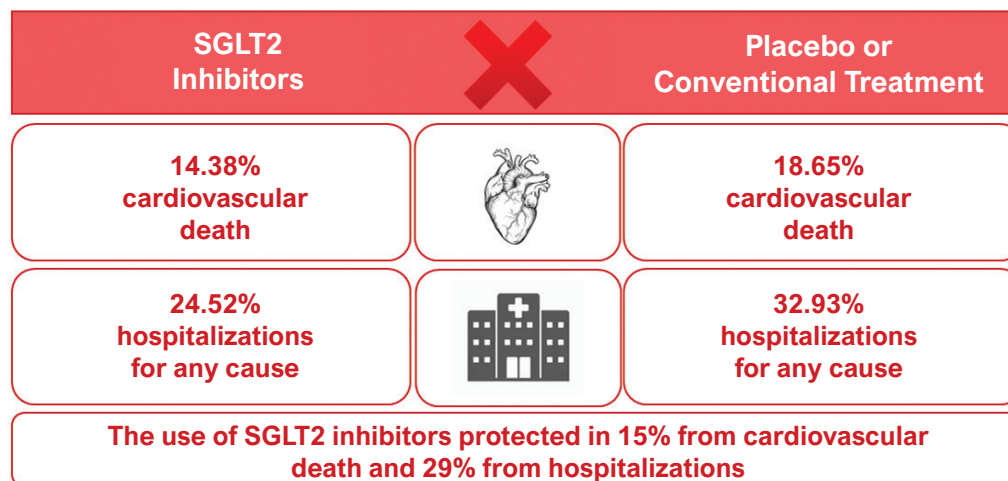 SGLT2
Inhibitors
Placebo or
Conventional Treatment
14.38%
cardiovascular
death
18.65%
cardiovascular
death
24.52%
hospitalizations
for any cause
32.93%
hospitalizations
for any cause
The use of SGLT2 inhibitors protected in 15% from cardiovascular
death and 29% from hospitalizations